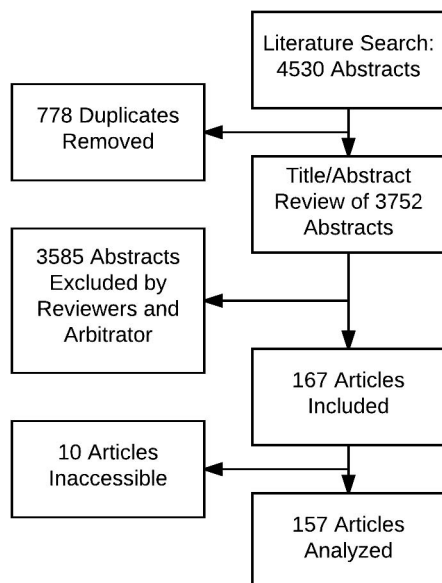 Literature Search:
4530 Abstracts
778 Duplicates
Removed
Title/Abstract
Review of 3752
Abstracts
3585 Abstracts
Excluded by
Reviewers and
Arbitrator
167 Articles
Included
10 Articles
Inaccessible
157 Articles
Analyzed